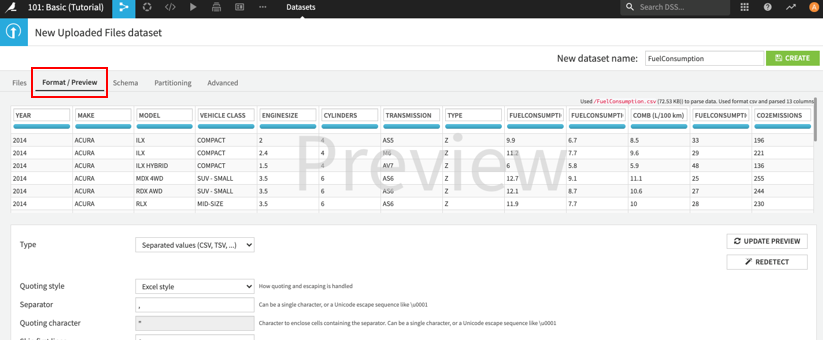 101: Basic (Tutorial) Datasets Search DSS... A
New Uploaded Files dataset
New dataset name: FuelConsumption CREATE
Files Format / Preview Schema Partitioning Advanced
Used /FuelConsumption.csv (72.53 KB)) to parse data. Used format csv and parsed 13 columns
YEAR MAKE MODEL VEHICLE CLASS ENGINESIZE CYLINDERS TRANSMISSION TYPE FUELCONSUMPTI FUELCONSUMPTI COMB (L/100 km) FUELCONSUMPTI CO2EMISSIONS
2014 ACURA ILX COMPACT 2 4 AS5 Z 9.9 6.7 8.5 33 196
2014 ACURA ILX COMPACT 2.4 4 M6 Z 11.2 7.7 9.6 29 221
2014 ACURA ILX HYBRID COMPACT 1.5 4 AV7 Z 6 5.8 5.9 48 136
2014 ACURA MDX 4WD SUV - SMALL 3.5 6 AS6 Z 12.7 9.1 11.1 25 255
2014 ACURA RDX AWD SUV - SMALL 3.5 6 AS6 Z 12.1 8.7 10.6 27 244
2014 ACURA RLX MID-SIZE 3.5 6 AS6 Z 11.9 7.7 10 28 230
Preview
Type Separated values (CSV, TSV, ...) UPDATE PREVIEW
REDETECT
Quoting style Excel style How quoting and escaping is handled
Separator , Can be a single character, or a Unicode escape sequence like \u0001
Quoting character " Character to enclose cells containing the separator. Can be a single character, or a Unicode escape sequence like \u0001